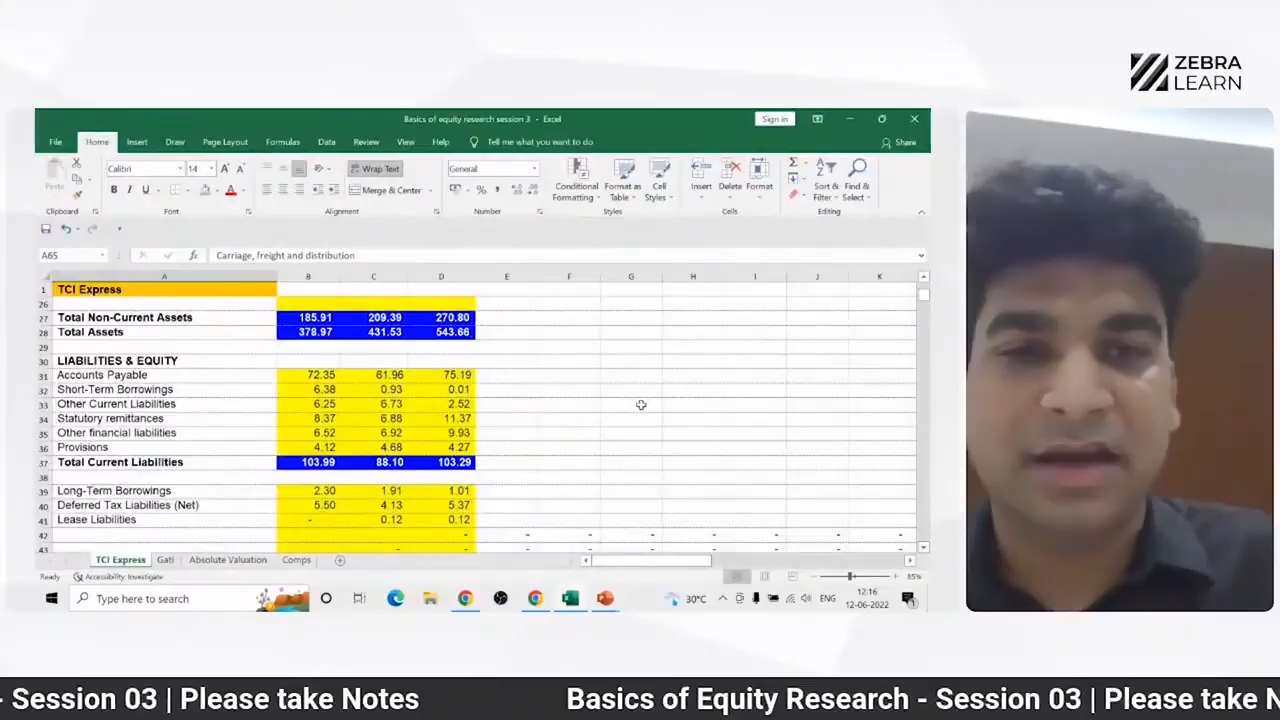 ZEBRA
LEARN
Basics of equity research session 3 - Excel
Sign in
File Home Insert Draw Page Layout Formulas Data Review View Help Tell me what you want to do
Share
Calibri 14
Wrap Text
General
Paste
B I U
Merge & Center
Conditional Formatting
Format as Table
Cell Styles
Insert Delete Format
Sort & Filter
Find & Select
Clipboard Font Alignment Number Styles Cells Editing
A65 fx Carriage, freight and distribution
A B C D E F G H I J K
1 TCI Express
26
27 Total Non-Current Assets 185.91 209.39 270.80
28 Total Assets 378.97 431.53 543.66
29
30 LIABILITIES & EQUITY
31 Accounts Payable 72.35 61.96 75.19
32 Short-Term Borrowings 6.38 0.93 0.01
33 Other Current Liabilities 6.25 6.73 2.52
34 Statutory remittances 8.37 6.88 11.37
35 Other financial liabilities 6.52 6.92 9.93
36 Provisions 4.12 4.68 4.27
37 Total Current Liabilities 103.99 88.10 103.29
38
39 Long-Term Borrowings 2.30 1.91 1.01
40 Deferred Tax Liabilities (Net) 5.50 4.13 5.37
41 Lease Liabilities - 0.12 0.12
42 - - - - - - - -
43 - - - - - - - - -
TCI Express Gati Absolute Valuation Comps
Ready Accessibility: Investigate 85%
Type here to search
30°C ENG 12:16
12-06-2022
- Session 03 | Please take Notes Basics of Equity Research - Session 03 | Please take N